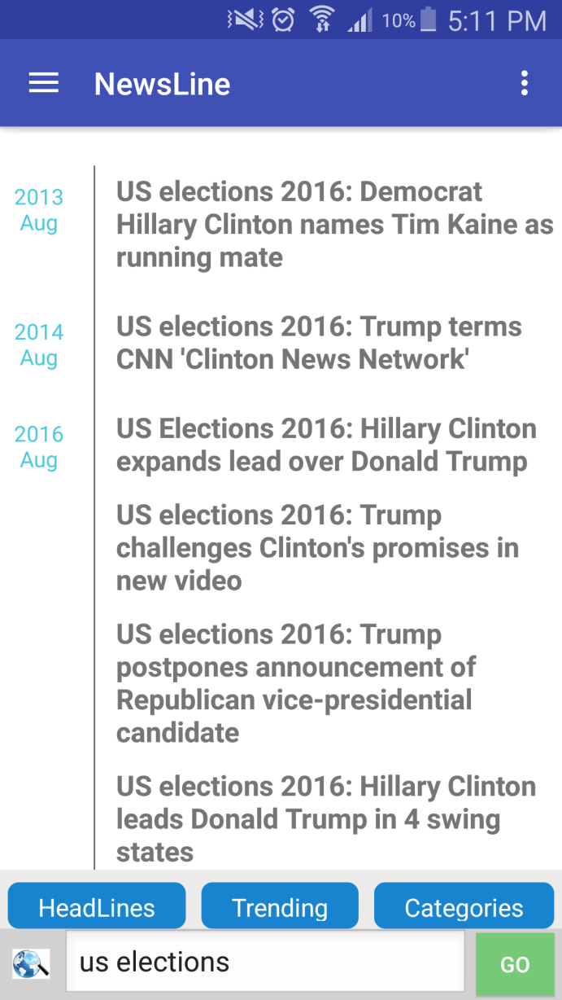 10% 5:11 PM
NewsLine
2013
Aug
US elections 2016: Democrat
Hillary Clinton names Tim Kaine as
running mate
2014
Aug
US elections 2016: Trump terms
CNN 'Clinton News Network'
2016
Aug
US Elections 2016: Hillary Clinton
expands lead over Donald Trump
US elections 2016: Trump
challenges Clinton's promises in
new video
US elections 2016: Trump
postpones announcement of
Republican vice-presidential
candidate
US elections 2016: Hillary Clinton
leads Donald Trump in 4 swing
states
HeadLines Trending Categories
us elections GO